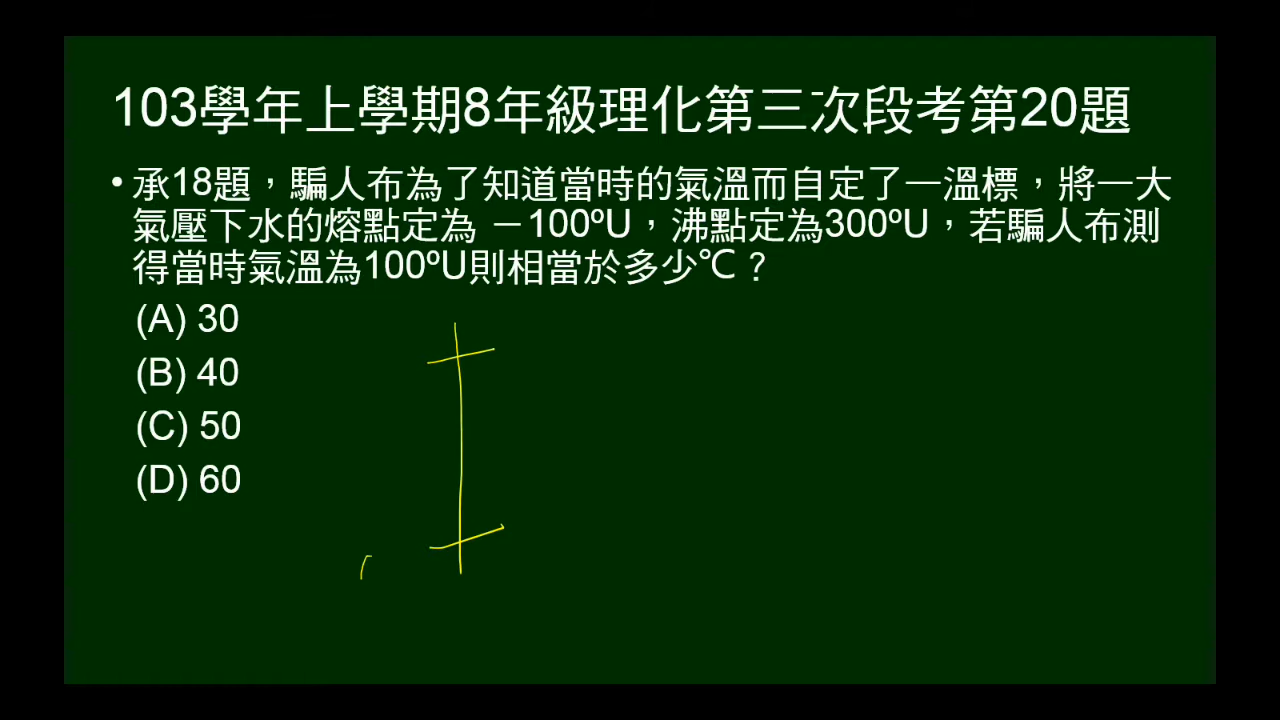 103學年上學期8年級理化第三次段考第20題
•承18題，騙人布為了知道當時的氣溫而自定了一溫標，將一大
氣壓下水的熔點定為 －100ºU，沸點定為300ºU，若騙人布測
得當時氣溫為100ºU則相當於多少℃？
(A) 30
(B) 40
(C) 50
(D) 60